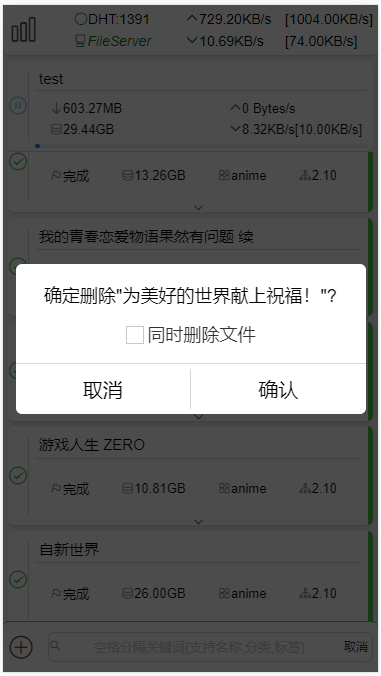 DHT:1391 729.20KB/s [1004.00KB/s]
FileServer 10.69KB/s [74.00KB/s]
test
603.27MB 0 Bytes/s
29.44GB 8.32KB/s[10.00KB/s]
完成 13.26GB anime 2.10
我的青春恋爱物语果然有问题 续
确定删除"为美好的世界献上祝福！"?
同时删除文件
取消 确认
游戏人生 ZERO
完成 10.81GB anime 2.10
自新世界
完成 26.00GB anime 2.10
空格分隔关键词(支持名称,分类,标签) 取消